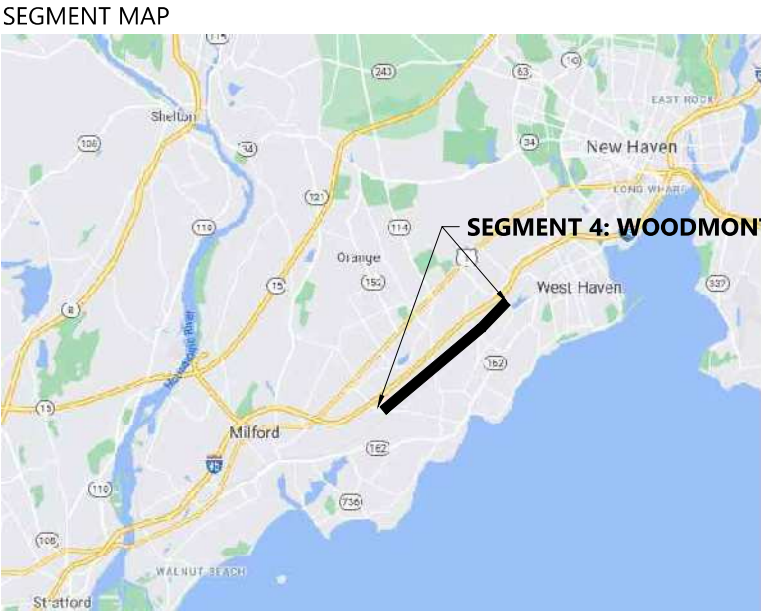 SEGMENT MAP
243
63
10
EAST ROCK
Shelton
108
34
34
New Haven
LONG WHARF
121
110
114
SEGMENT 4: WOODMONT
1
Orange
152
15
West Haven
337
8
Housatonic River
162
15
Milford
162
95
110
736
108
WALNUT BEACH
Stratford